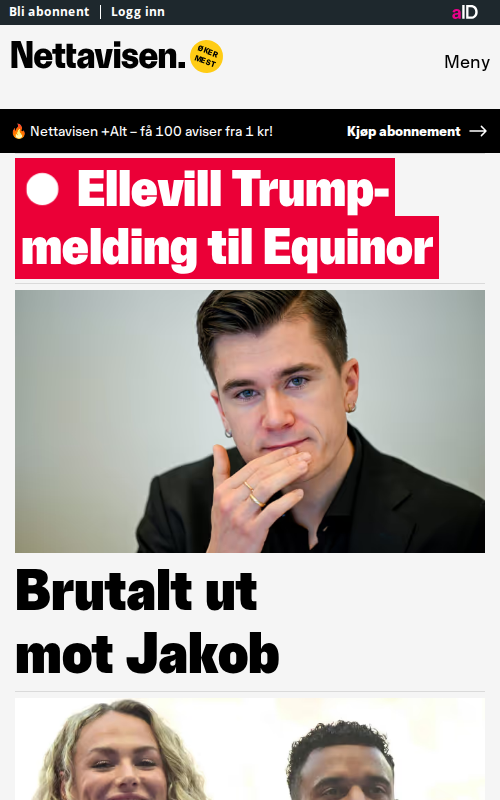 Bli abonnent | Logg inn
aID
Nettavisen.
ØKER
MEST
Meny
🔥 Nettavisen +Alt – få 100 aviser fra 1 kr!
Kjøp abonnement →
Ellevill Trump-
melding til Equinor
Brutalt ut
mot Jakob